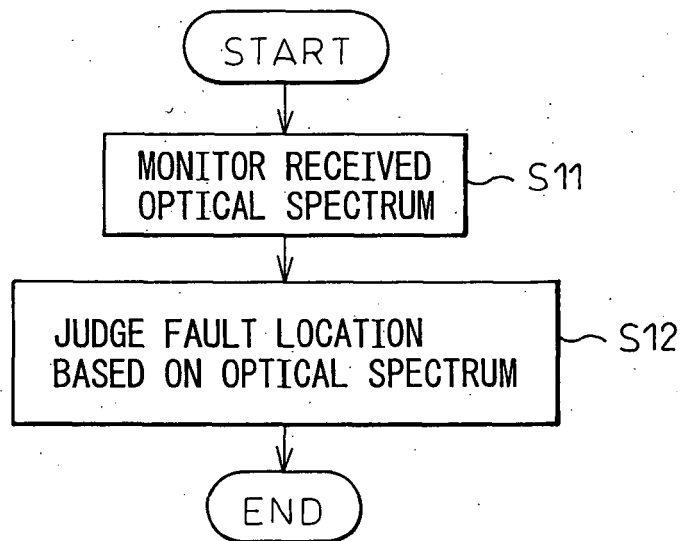 START
MONITOR RECEIVED
OPTICAL SPECTRUM
S11
JUDGE FAULT LOCATION
BASED ON OPTICAL SPECTRUM
S12
END